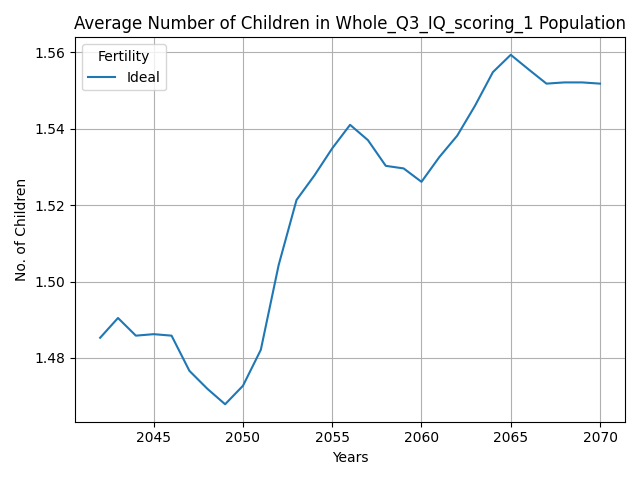 Average Number of Children in Whole_Q3_IQ_scoring_1 Population
Fertility
Ideal
1.56
1.54
1.52
1.50
1.48
No. of Children
2045 2050 2055 2060 2065 2070
Years